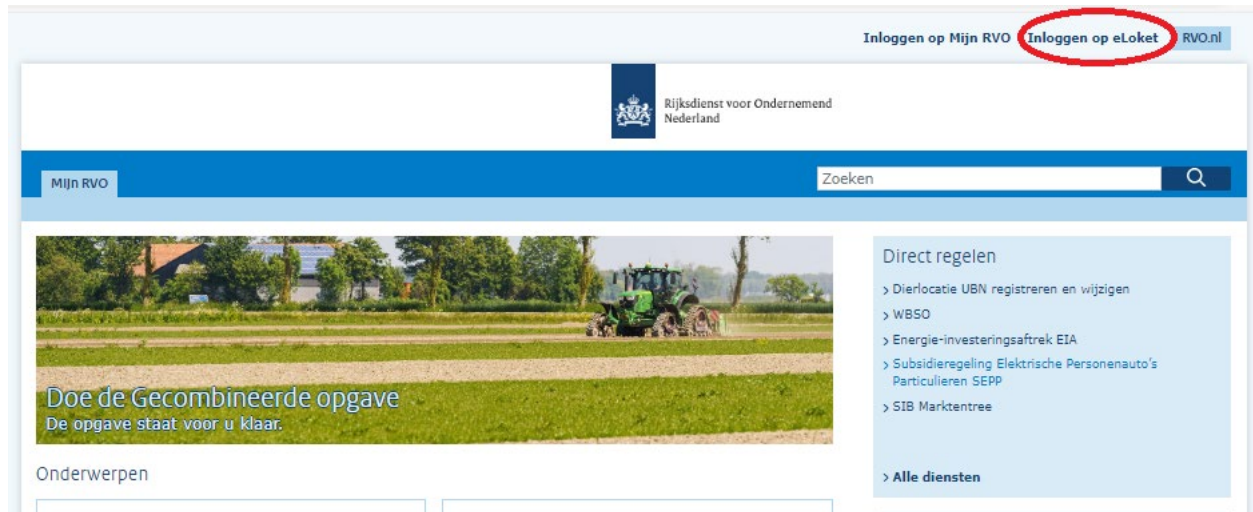 Inloggen op Mijn RVO Inloggen op eLoket RVO.nl
Rijksdienst voor Ondernemend
Nederland
Mijn RVO
Zoeken
Doe de Gecombineerde opgave
De opgave staat voor u klaar.
Direct regelen
› Dierlocatie UBN registreren en wijzigen
› WBSO
› Energie-investeringsaftrek EIA
› Subsidieregeling Elektrische Personenauto's
Particulieren SEPP
› SIB Marktentree
› Alle diensten
Onderwerpen